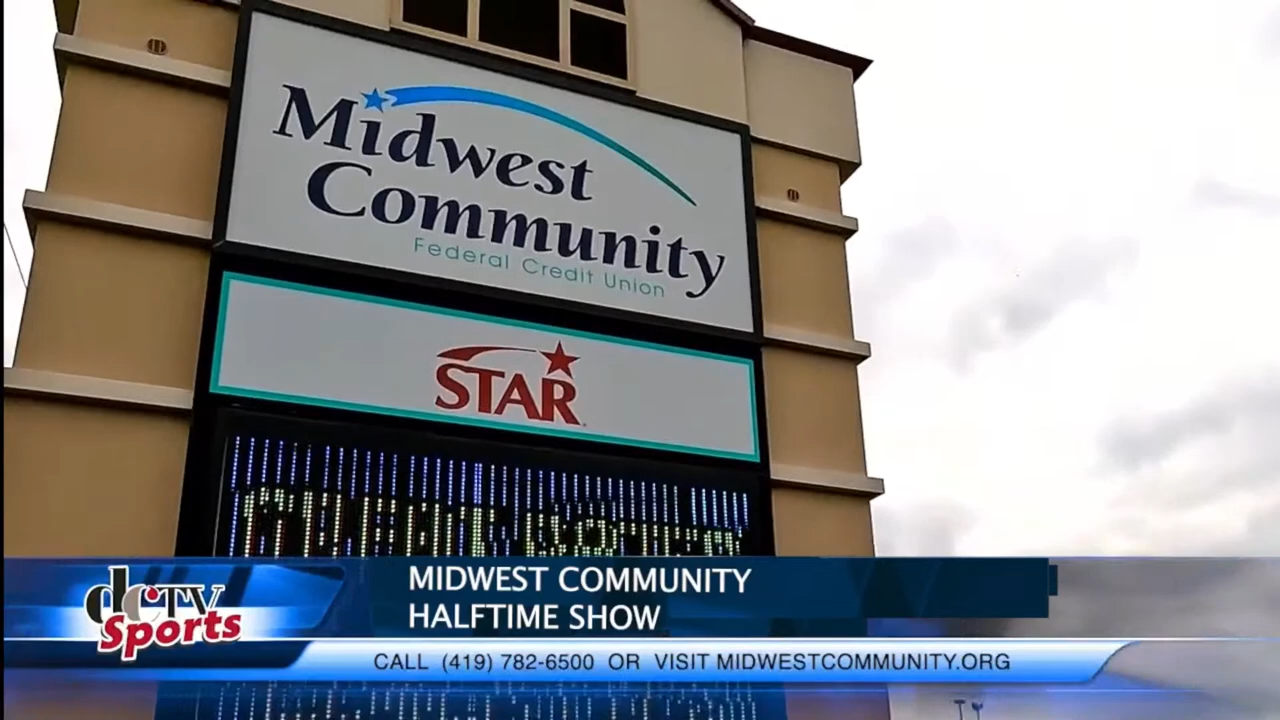 Midwest
Community
Federal Credit Union
STAR
dcTV
Sports
MIDWEST COMMUNITY
HALFTIME SHOW
CALL (419) 782-6500 OR VISIT MIDWESTCOMMUNITY.ORG